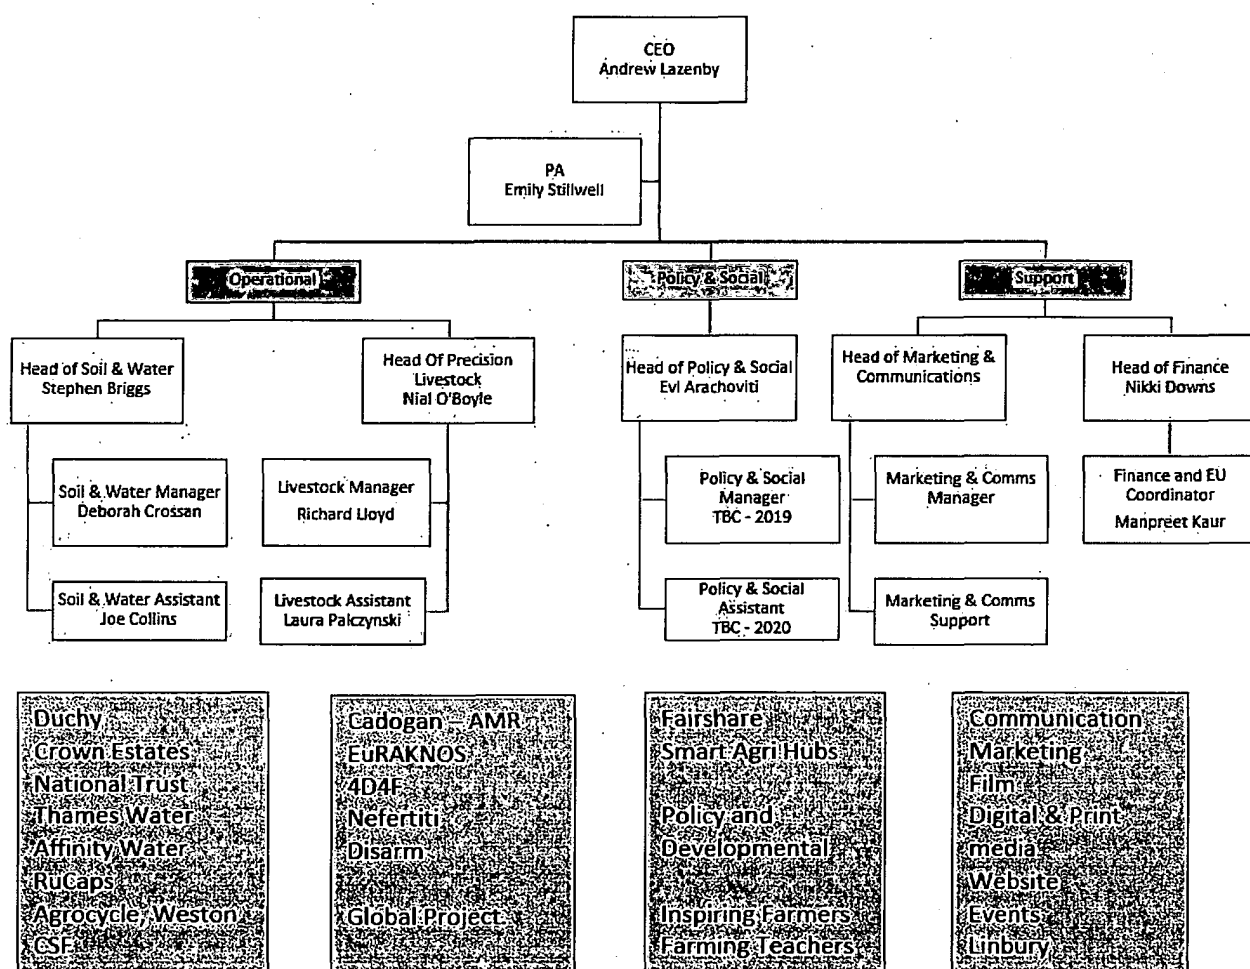 CEO
Andrew Lazenby
PA
Emily Stillwell
Operational
Policy & Social
Support
Head of Soil & Water
Stephen Briggs
Head Of Precision
Livestock
Nial O'Boyle
Head of Policy & Social
Evi Arachoviti
Head of Marketing &
Communications
Head of Finance
Nikki Downs
Soil & Water Manager
Deborah Crossan
Livestock Manager
Richard Lloyd
Policy & Social
Manager
TBC - 2019
Marketing & Comms
Manager
Finance and EU
Coordinator
Manpreet Kaur
Soil & Water Assistant
Joe Collins
Livestock Assistant
Laura Palczynski
Policy & Social
Assistant
TBC - 2020
Marketing & Comms
Support
Duchy
Crown Estates
National Trust
Thames Water
Affinity Water
RuCaps
Agrocycle, Weston
CSF
Cadogan – AMR
EuRAKNOS
4D4F
Nefertiti
Disarm
Global Project
Fairshare
Smart Agri Hubs
Policy and
Developmental
Inspiring Farmers
Farming Teachers
Communication
Marketing
Film
Digital & Print
media
Website
Events
Linbury